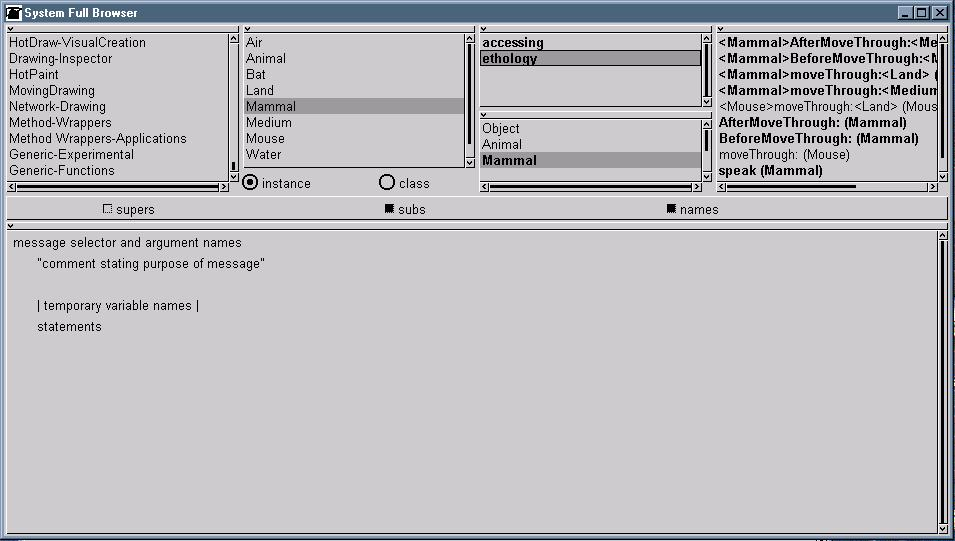 System Full Browser
HotDraw-VisualCreation
Drawing-Inspector
HotPaint
MovingDrawing
Network-Drawing
Method-Wrappers
Method Wrappers-Applications
Generic-Experimental
Generic-Functions
Air
Animal
Bat
Land
Mammal
Medium
Mouse
Water
instance
class
accessing
ethology
Object
Animal
Mammal
<Mammal>AfterMoveThrough:<Me
<Mammal>BeforeMoveThrough:<M
<Mammal>moveThrough:<Land> (
<Mammal>moveThrough:<Medium
<Mouse>moveThrough:<Land> (Mous
AfterMoveThrough: (Mammal)
BeforeMoveThrough: (Mammal)
moveThrough: (Mouse)
speak (Mammal)
supers
subs
names
message selector and argument names
"comment stating purpose of message"
| temporary variable names |
statements